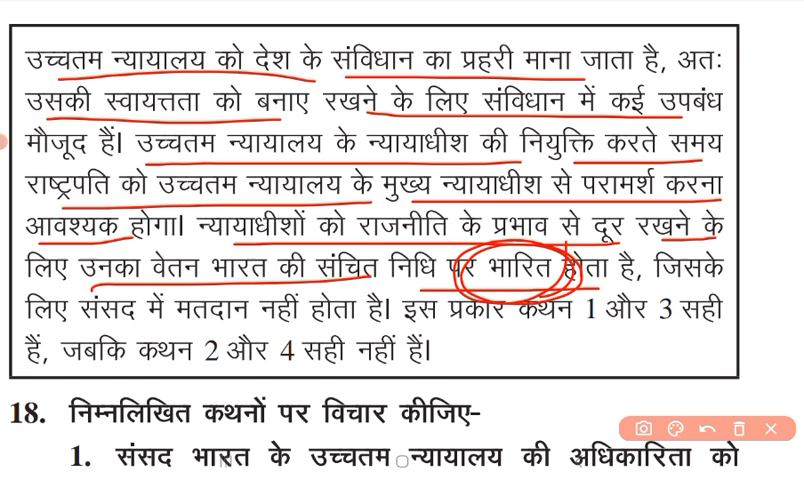 उच्चतम न्यायालय को देश के संविधान का प्रहरी माना जाता है, अतः
उसकी स्वायत्तता को बनाए रखने के लिए संविधान में कई उपबंध
मौजूद हैं। उच्चतम न्यायालय के न्यायाधीश की नियुक्ति करते समय
राष्ट्रपति को उच्चतम न्यायालय के मुख्य न्यायाधीश से परामर्श करना
आवश्यक होगा। न्यायाधीशों को राजनीति के प्रभाव से दूर रखने के
लिए उनका वेतन भारत की संचित निधि पर भारित होता है, जिसके
लिए संसद में मतदान नहीं होता है। इस प्रकार कथन 1 और 3 सही
हैं, जबकि कथन 2 और 4 सही नहीं हैं।
18. निम्नलिखित कथनों पर विचार कीजिए-
1. संसद भारत के उच्चतम न्यायालय की अधिकारिता को